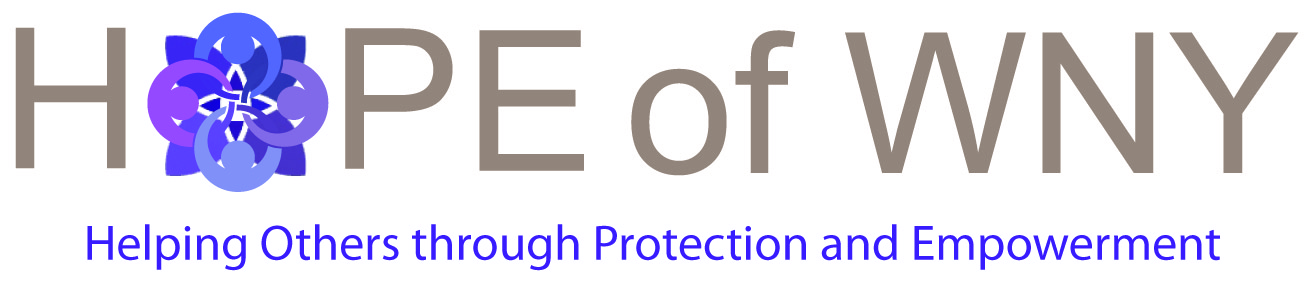 HOPE of WNY
Helping Others through Protection and Empowerment